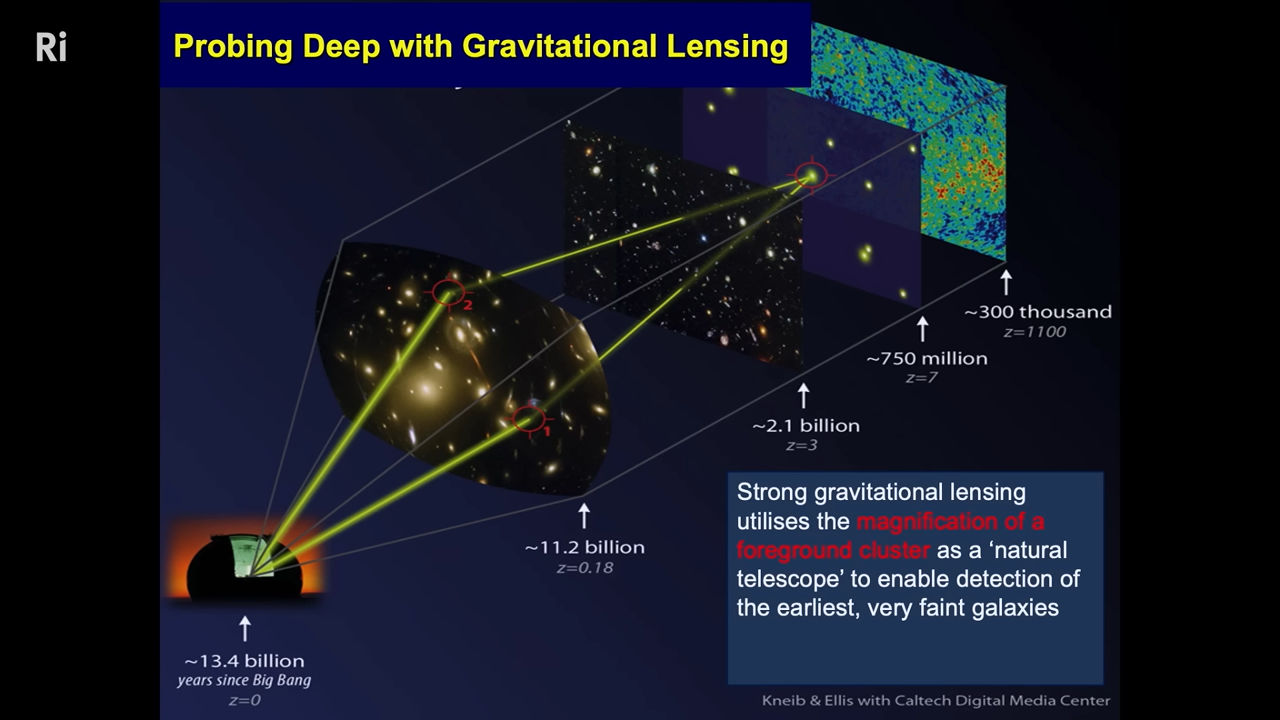 Ri
Probing Deep with Gravitational Lensing
2
1
~300 thousand
z=1100
~750 million
z=7
~2.1 billion
z=3
~11.2 billion
z=0.18
~13.4 billion
years since Big Bang
z=0
Strong gravitational lensing
utilises the magnification of a
foreground cluster as a ‘natural
telescope’ to enable detection of
the earliest, very faint galaxies
Kneib & Ellis with Caltech Digital Media Center